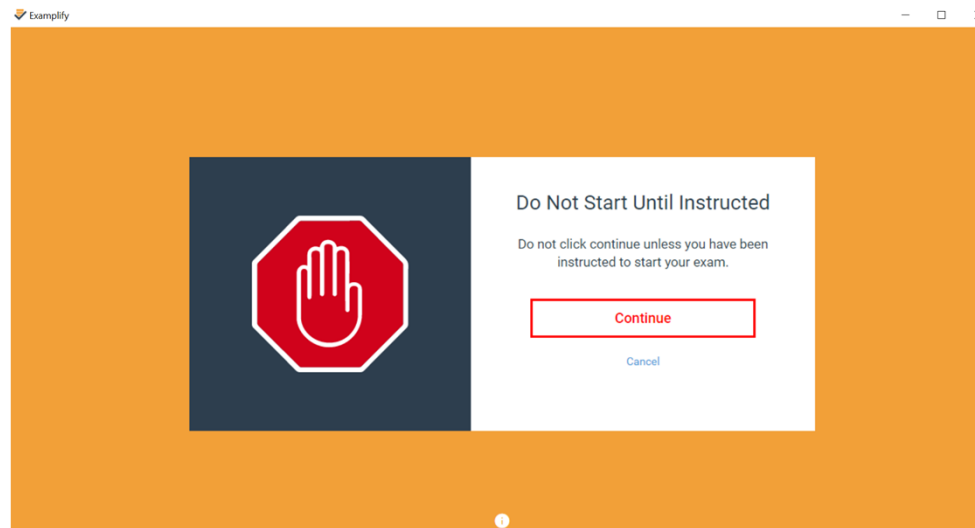 Examplify
Do Not Start Until Instructed
Do not click continue unless you have been
instructed to start your exam.
Continue
Cancel